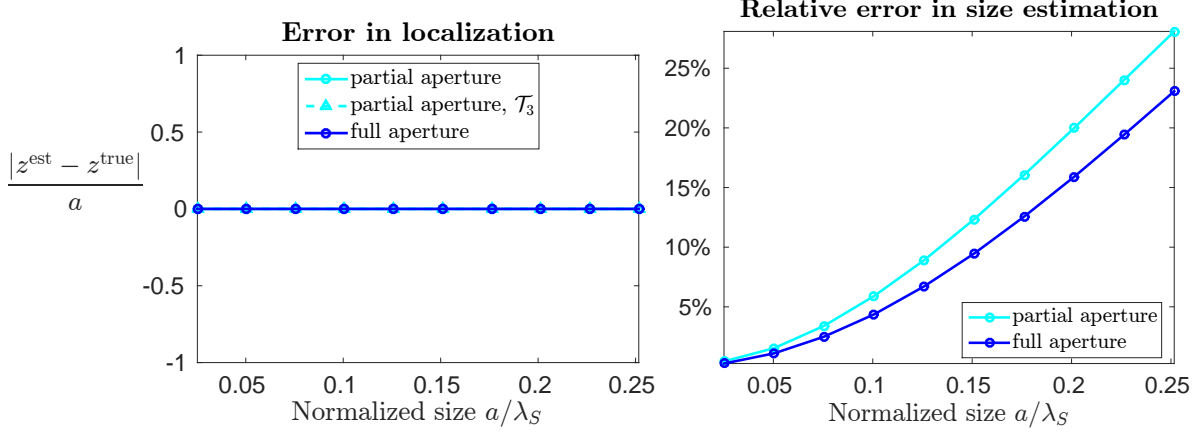 Error in localization
|z^est − z^true|
a
1
0.5
0
-0.5
-1
partial aperture
partial aperture, 𝒯₃
full aperture
0.05
0.1
0.15
0.2
0.25
Normalized size a/λ_S
Relative error in size estimation
25%
20%
15%
10%
5%
partial aperture
full aperture
0.05
0.1
0.15
0.2
0.25
Normalized size a/λ_S